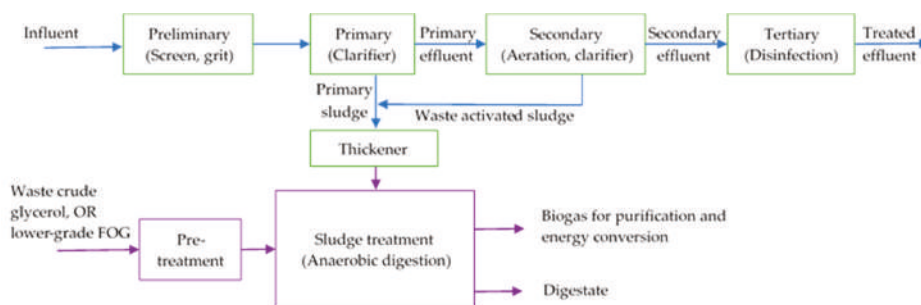 Influent
Preliminary
(Screen, grit)
Primary
(Clarifier)
Primary
effluent
Secondary
(Aeration, clarifier)
Secondary
effluent
Tertiary
(Disinfection)
Treated
effluent
Primary
sludge
Waste activated sludge
Thickener
Waste crude
glycerol, OR
lower-grade FOG
Pre-
treatment
Sludge treatment
(Anaerobic digestion)
Biogas for purification and
energy conversion
Digestate